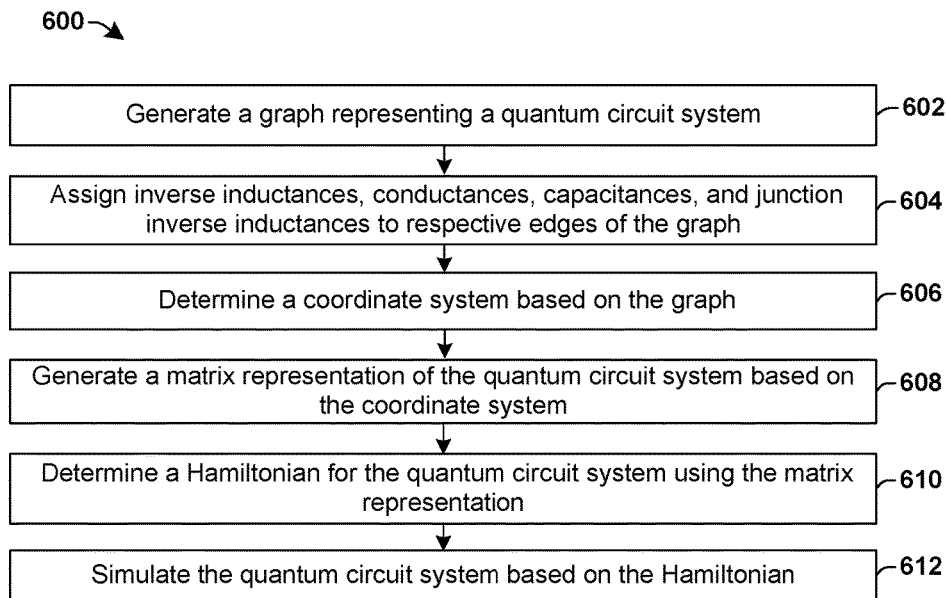 600
Generate a graph representing a quantum circuit system
602
Assign inverse inductances, conductances, capacitances, and junction
inverse inductances to respective edges of the graph
604
Determine a coordinate system based on the graph
606
Generate a matrix representation of the quantum circuit system based on
the coordinate system
608
Determine a Hamiltonian for the quantum circuit system using the matrix
representation
610
Simulate the quantum circuit system based on the Hamiltonian
612